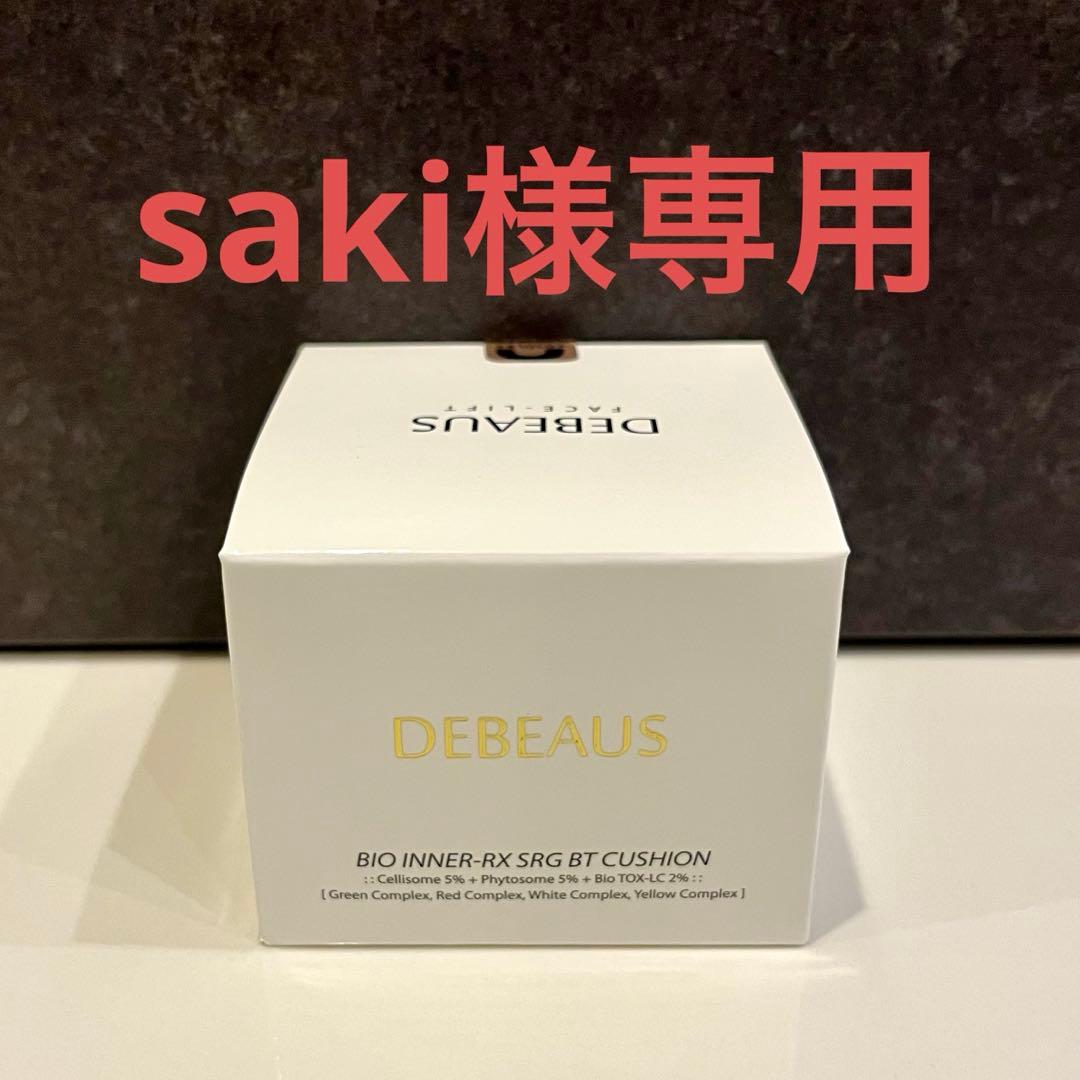 saki様専用
DEBEAUS
FACE-LIFT
DEBEAUS
BIO INNER-RX SRG BT CUSHION
:: Cellisome 5% + Phytosome 5% + Bio TOX-LC 2% ::
[ Green Complex, Red Complex, White Complex, Yellow Complex ]